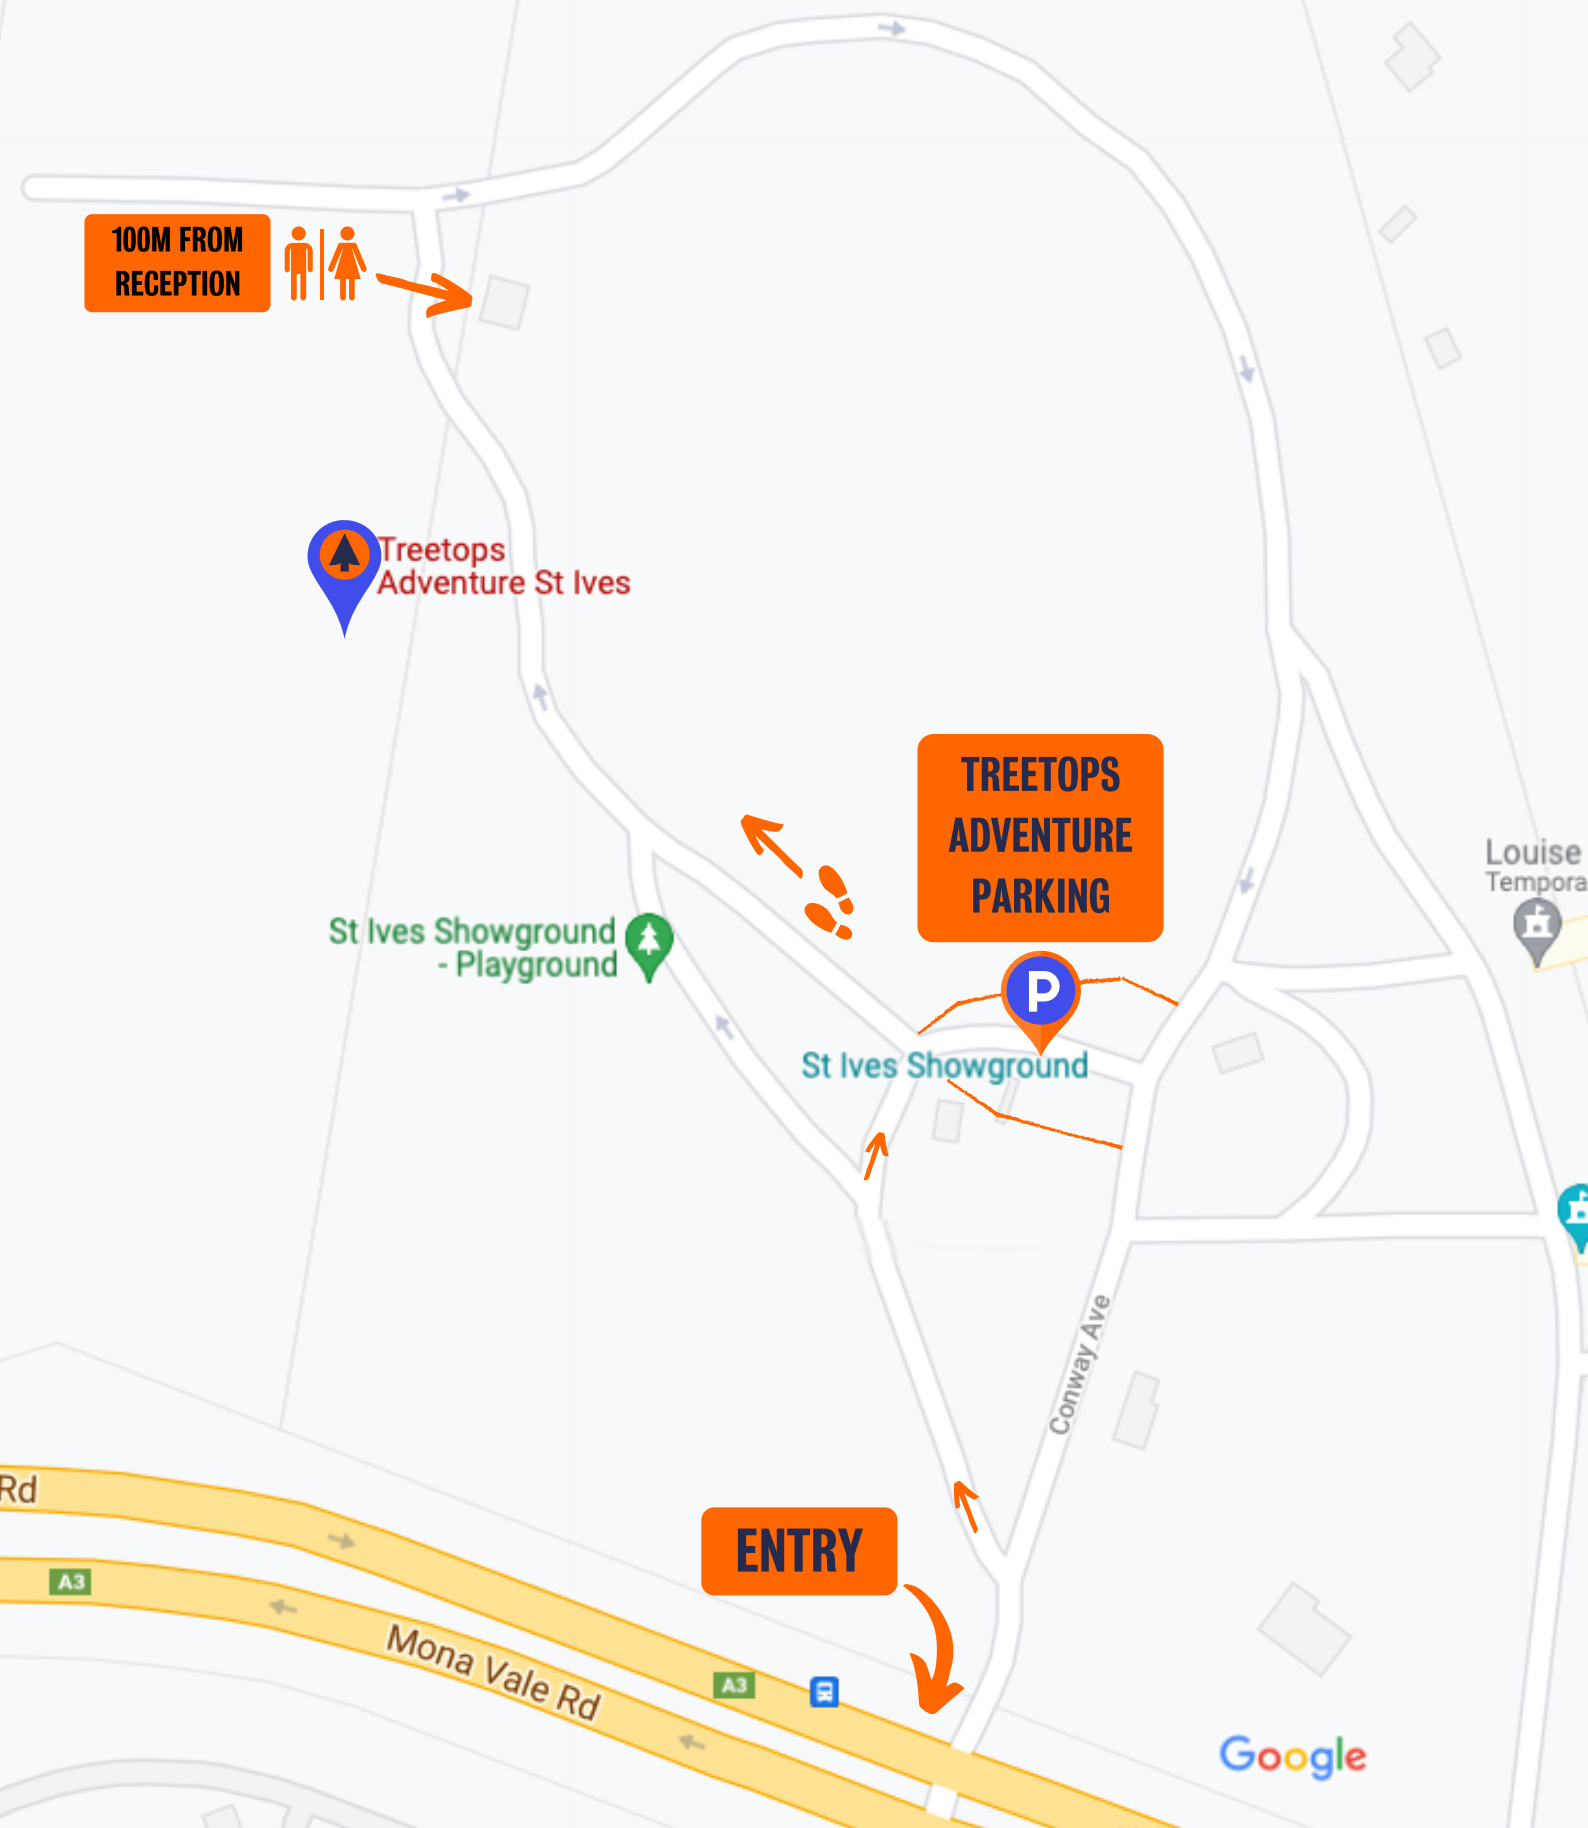 100M FROM
RECEPTION
Treetops
Adventure St Ives
TREETOPS
ADVENTURE
PARKING
Louise
Tempora
St Ives Showground
- Playground
P
St Ives Showground
Conway Ave
Rd
ENTRY
A3
Mona Vale Rd
A3
Google